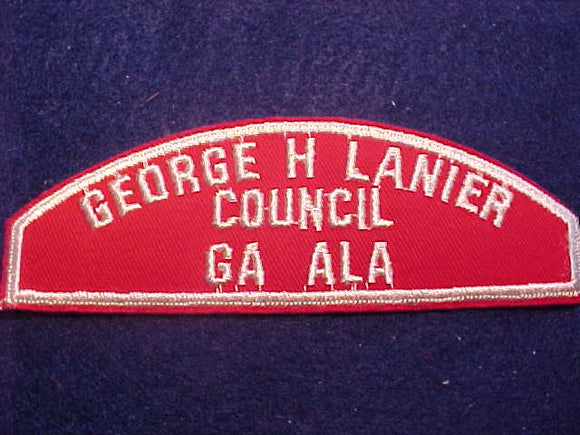 GEORGE H LANIER
COUNCIL
GA ALA